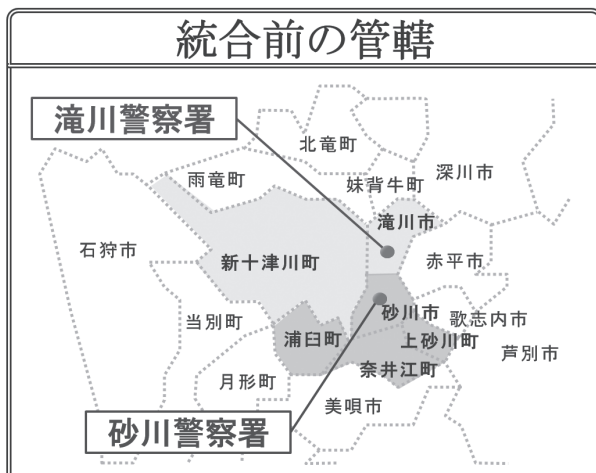 統合前の管轄
滝川警察署
北竜町
雨竜町
妹背牛町
深川市
滝川市
石狩市
新十津川町
赤平市
当別町
砂川市
歌志内市
浦臼町
上砂川町
芦別市
奈井江町
月形町
美唄市
砂川警察署